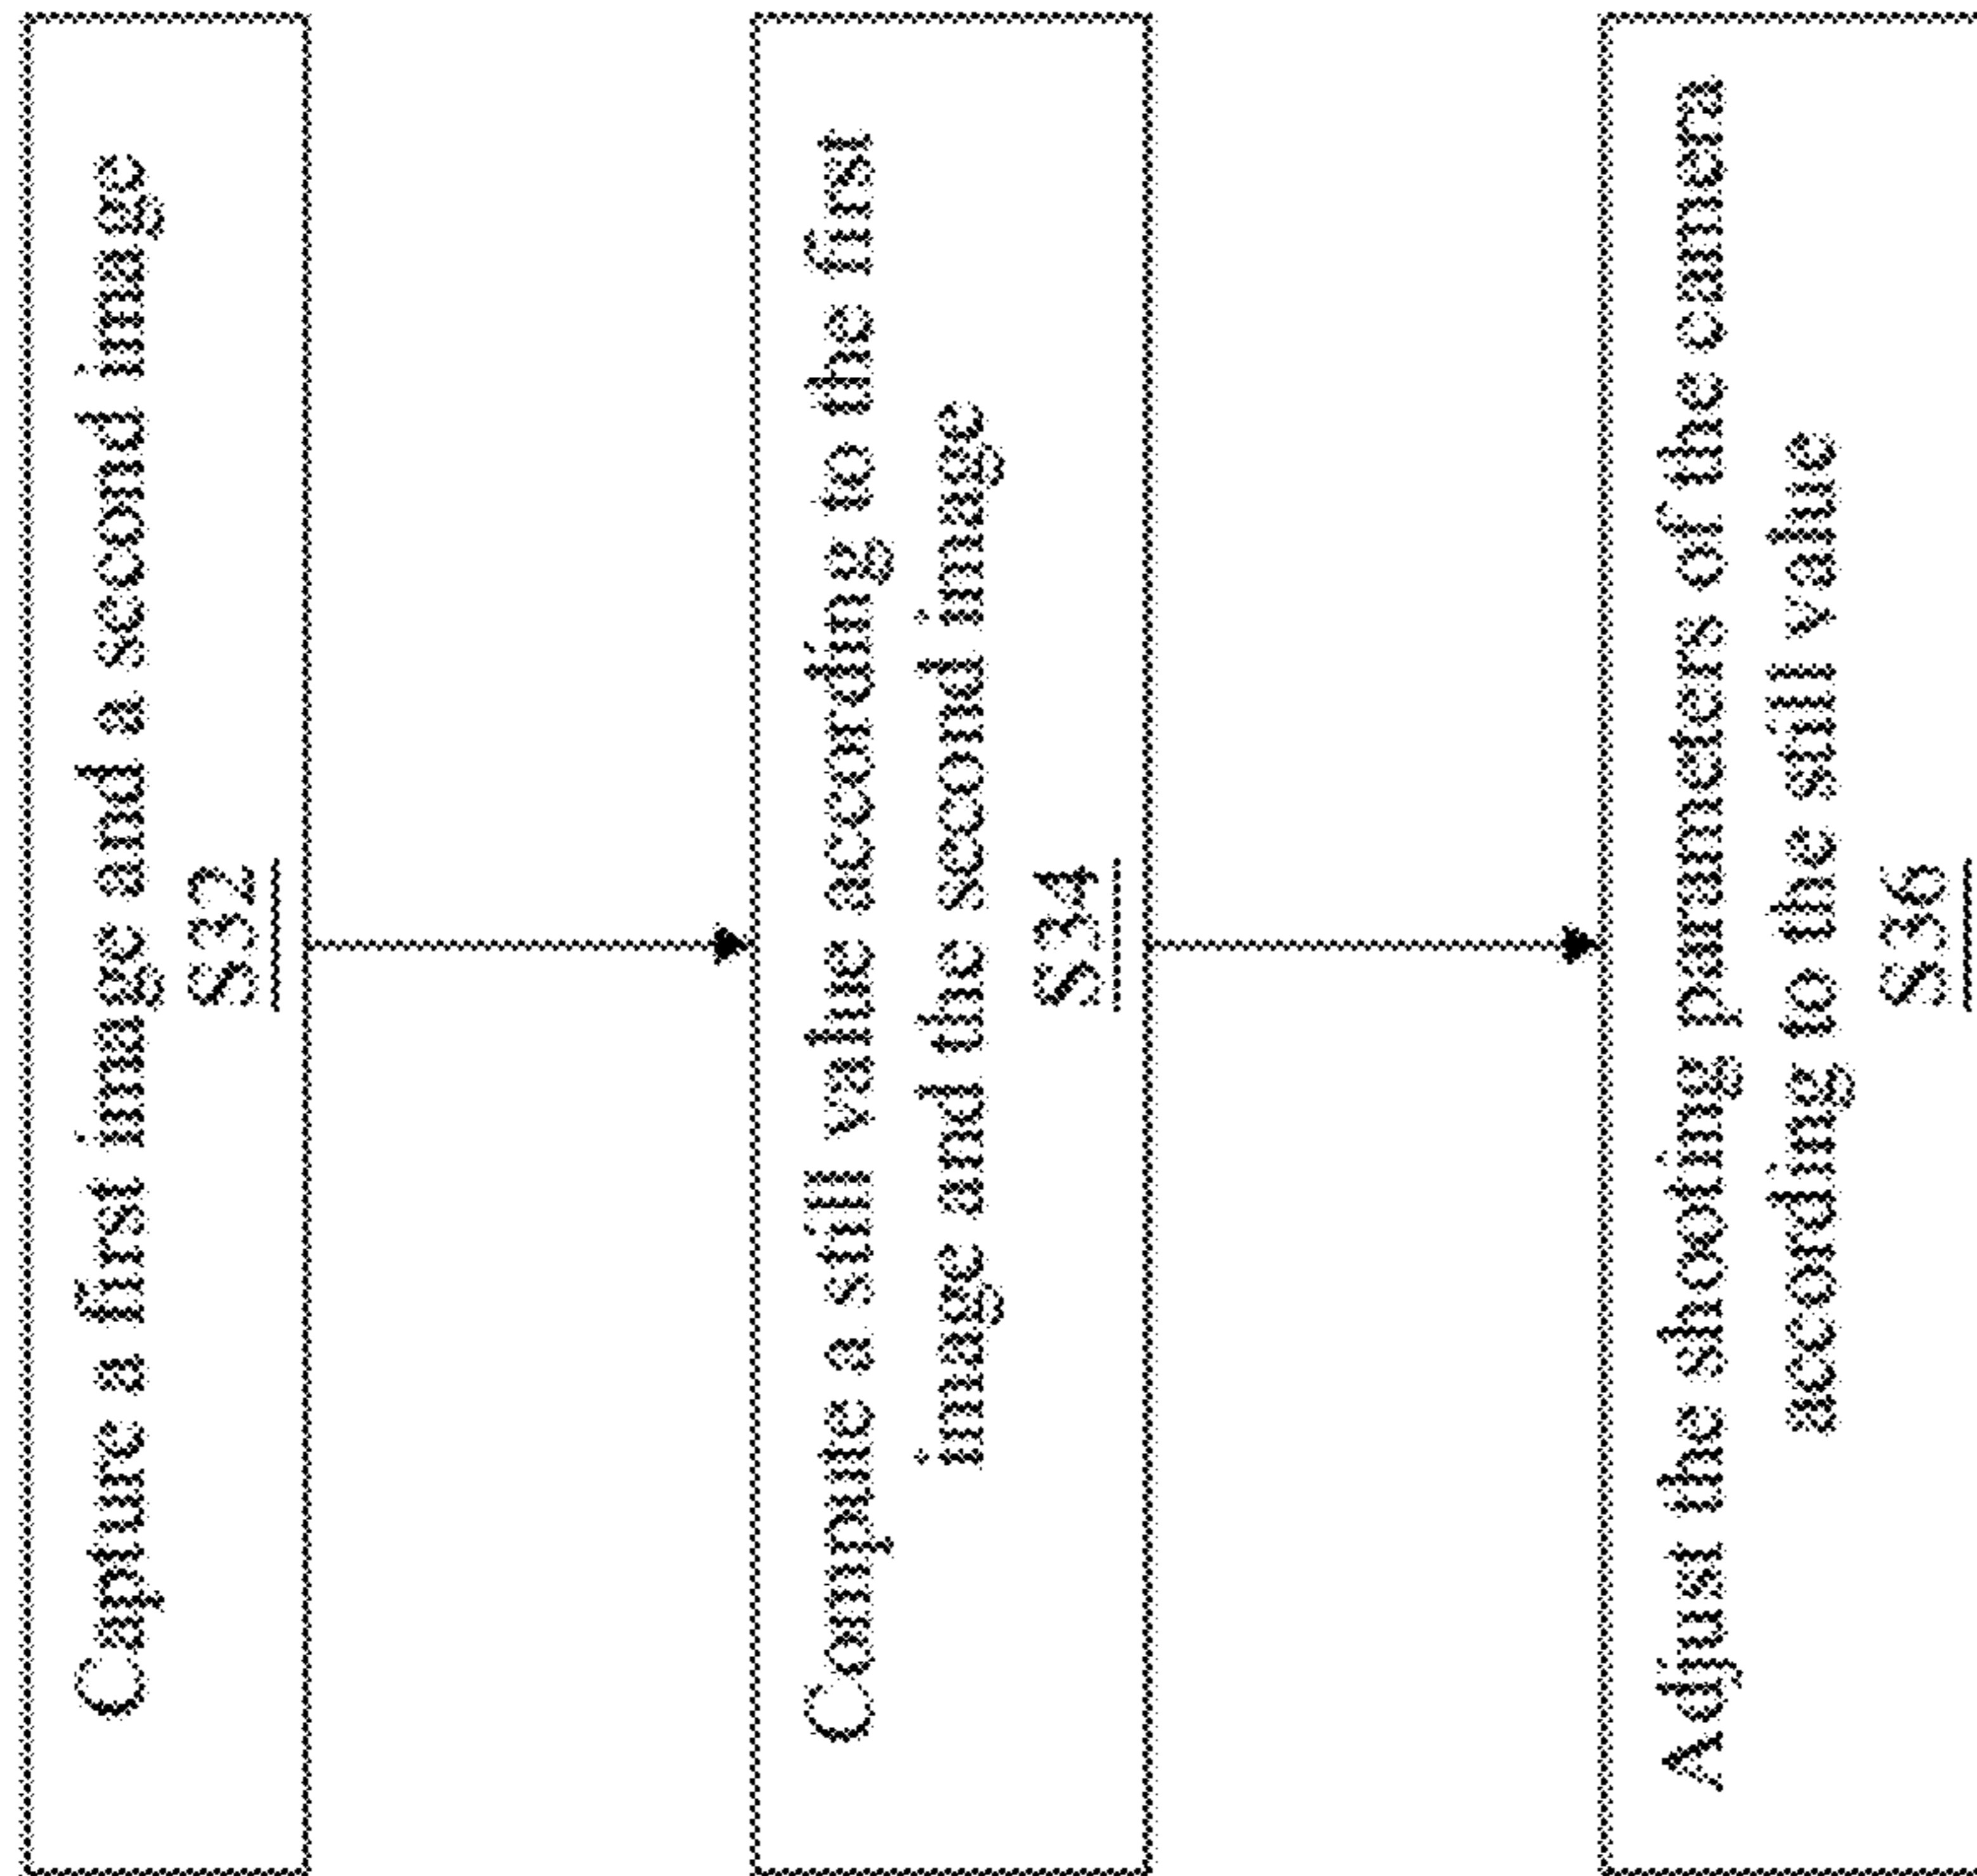 Capture a first image and a second image
S32
Compute a still value according to the first
image and the second image
S34
Adjust the shooting parameters of the camera
according to the still value
S36